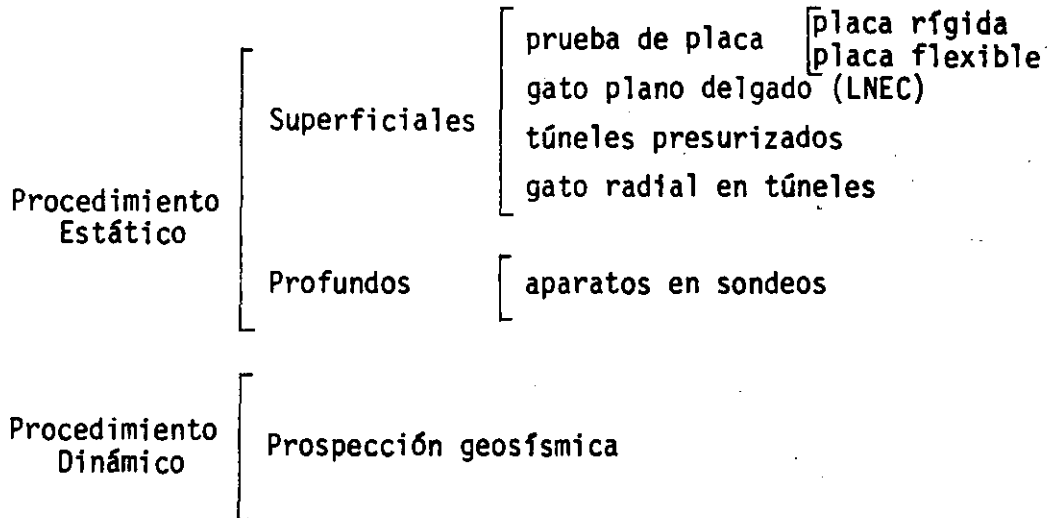 prueba de placa placa rígida
placa flexible
gato plano delgado (LNEC)
Superficiales
túneles presurizados
gato radial en túneles
Procedimiento
Estático
Profundos aparatos en sondeos
Procedimiento
Dinámico
Prospección geosísmica